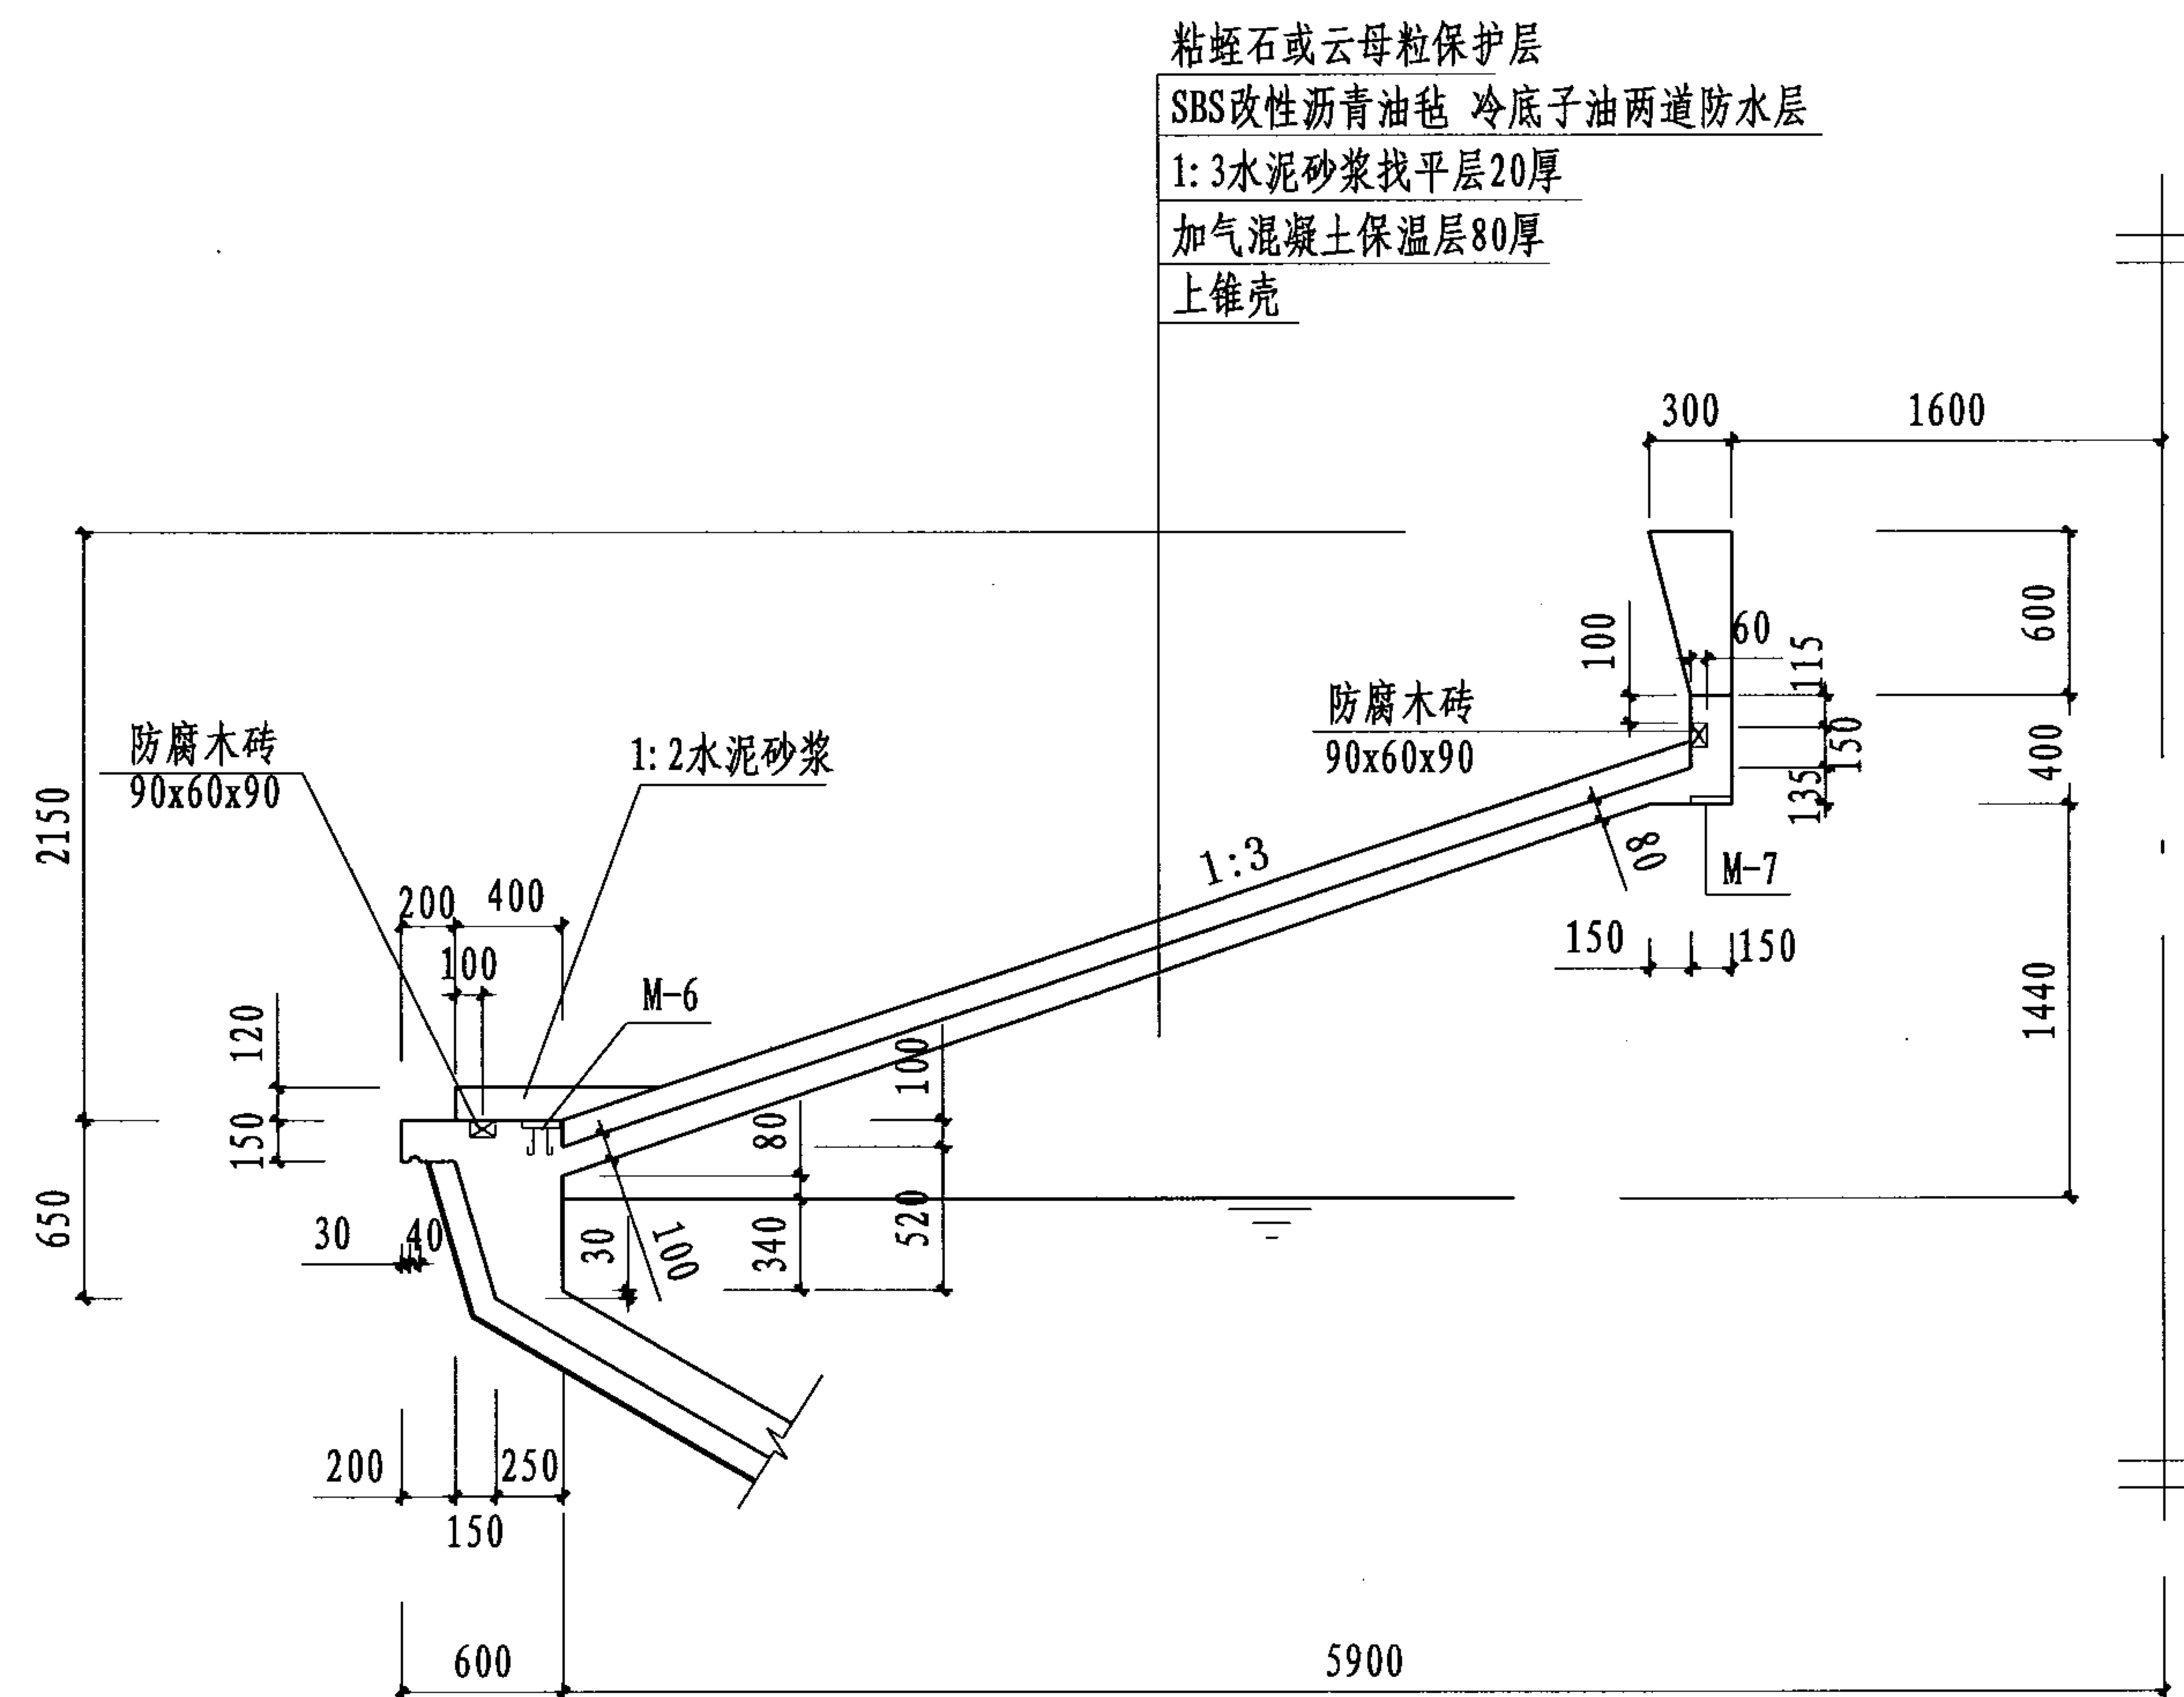 粘蛭石或云母粒保护层
SBS改性沥青油毡 冷底子油两道防水层
1:3水泥砂浆找平层20厚
加气混凝土保温层80厚
上锥壳
300
1600
600
100
60
115
防腐木砖
90x60x90
150
400
135
防腐木砖
90x60x90
1:2水泥砂浆
2150
1:3
80
M-7
200
400
150
150
100
M-6
1440
120
100
150
80
650
30
40
30
100
340
520
200
250
150
600
5900